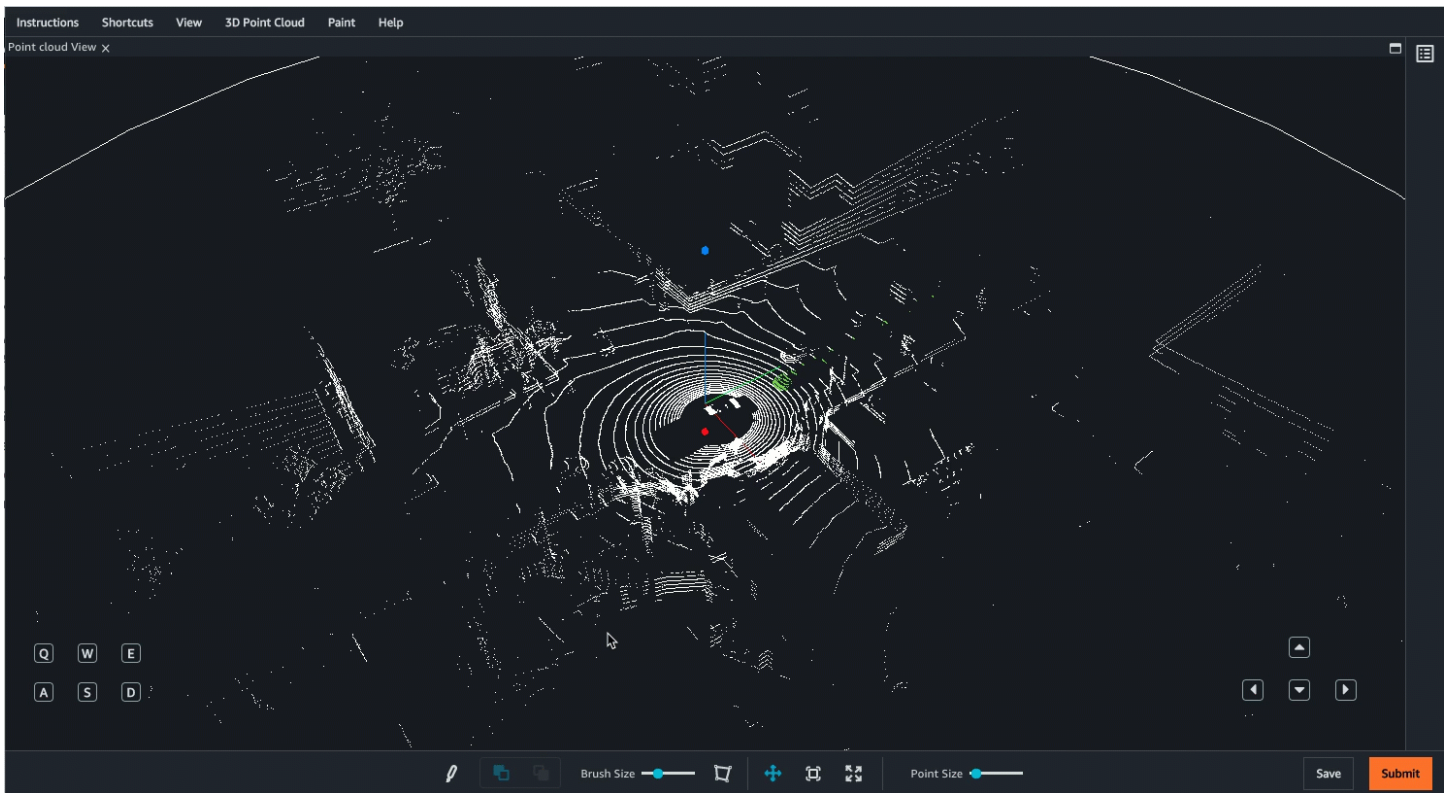 Instructions Shortcuts View 3D Point Cloud Paint Help
Point cloud View
Q W E
A S D
Brush Size Point Size Save Submit